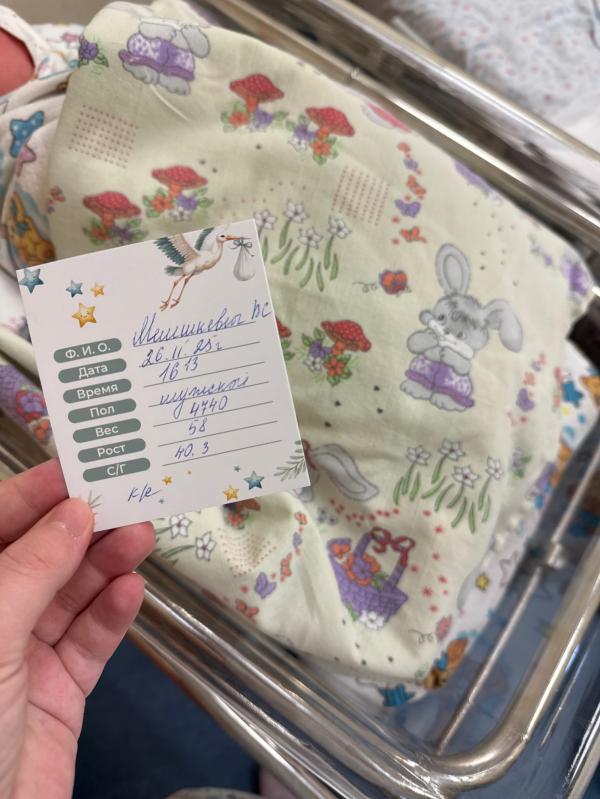 Ф. И. О.
Дата 26.11.25г
Время 16 13
Пол мужской
Вес 4740
Рост 58
С/Г 40.3
к/р